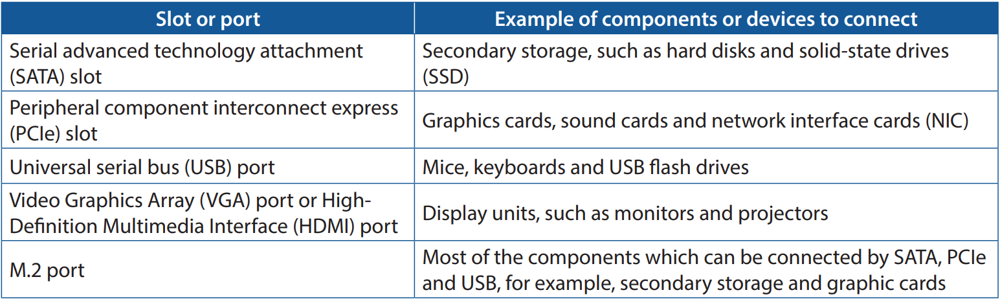 Slot or port
Example of components or devices to connect
Serial advanced technology attachment
(SATA) slot
Secondary storage, such as hard disks and solid-state drives
(SSD)
Peripheral component interconnect express
(PCIe) slot
Graphics cards, sound cards and network interface cards (NIC)
Universal serial bus (USB) port
Mice, keyboards and USB flash drives
Video Graphics Array (VGA) port or High-
Definition Multimedia Interface (HDMI) port
Display units, such as monitors and projectors
M.2 port
Most of the components which can be connected by SATA, PCIe
and USB, for example, secondary storage and graphic cards